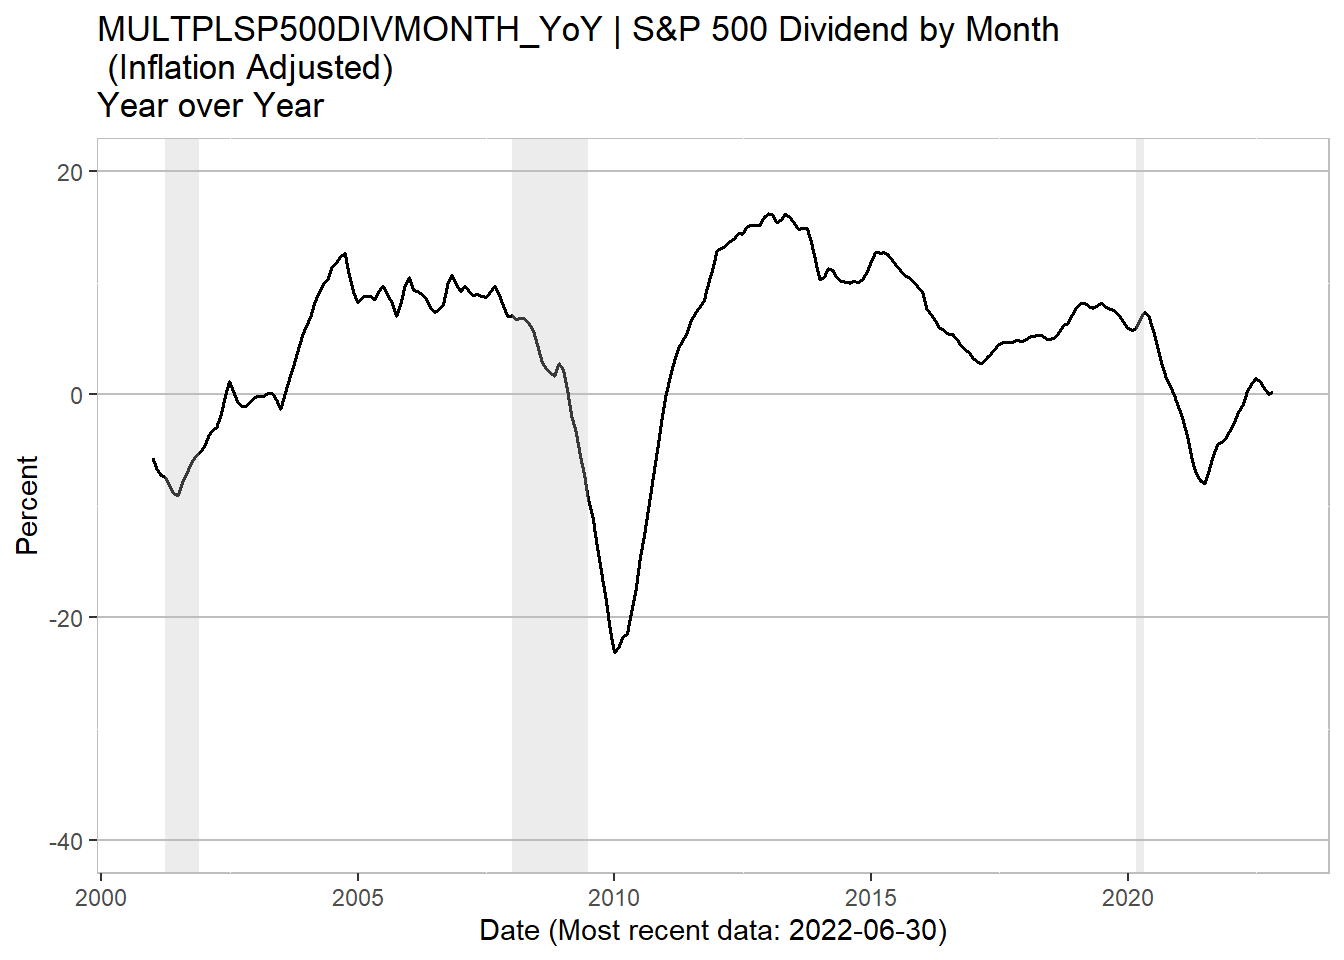 MULTPLSP500DIVMONTH_YoY | S&P 500 Dividend by Month
(Inflation Adjusted)
Year over Year
20
0
-20
-40
Percent
2000 2005 2010 2015 2020
Date (Most recent data: 2022-06-30)